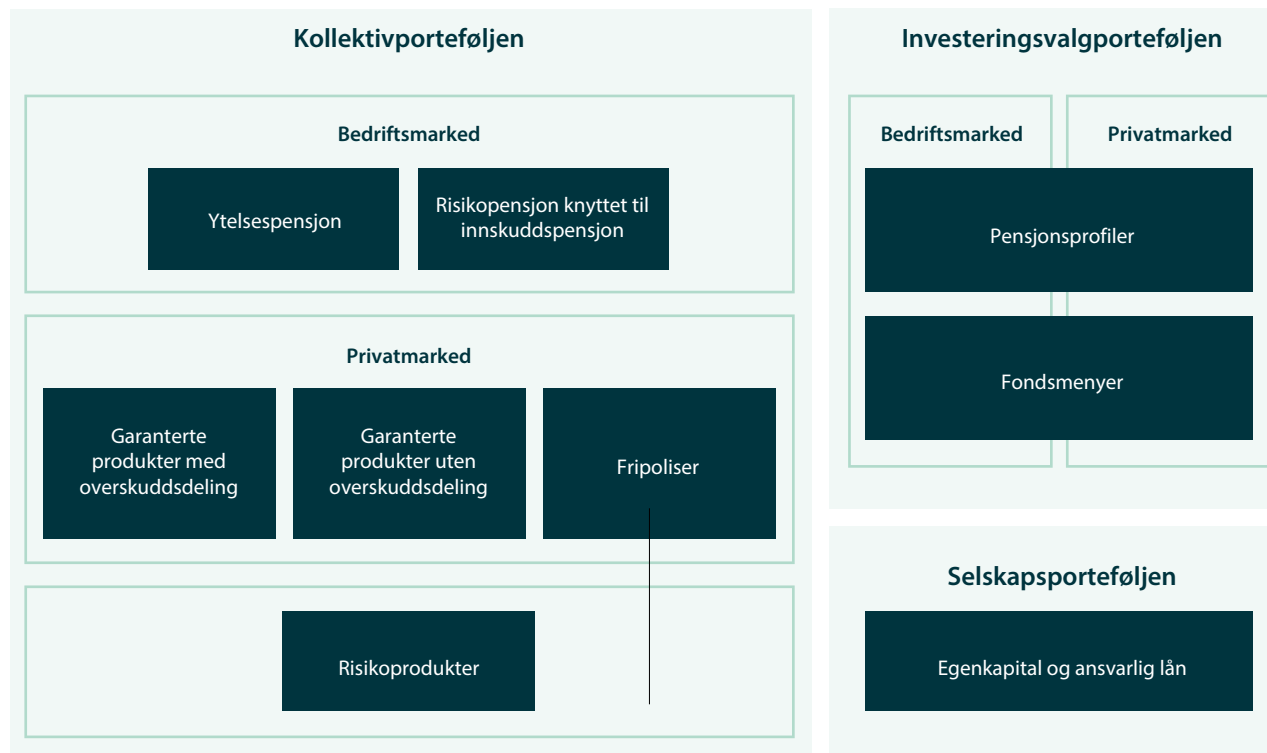 Kollektivporteføljen
Bedriftsmarked
Ytelsespensjon
Risikopensjon knyttet til
innskuddspensjon
Privatmarked
Garanterte
produkter med
overskuddsdeling
Garanterte
produkter uten
overskuddsdeling
Fripoliser
Risikoprodukter
Investeringsvalgporteføljen
Bedriftsmarked
Privatmarked
Pensjonsprofiler
Fondsmenyer
Selskapsporteføljen
Egenkapital og ansvarlig lån